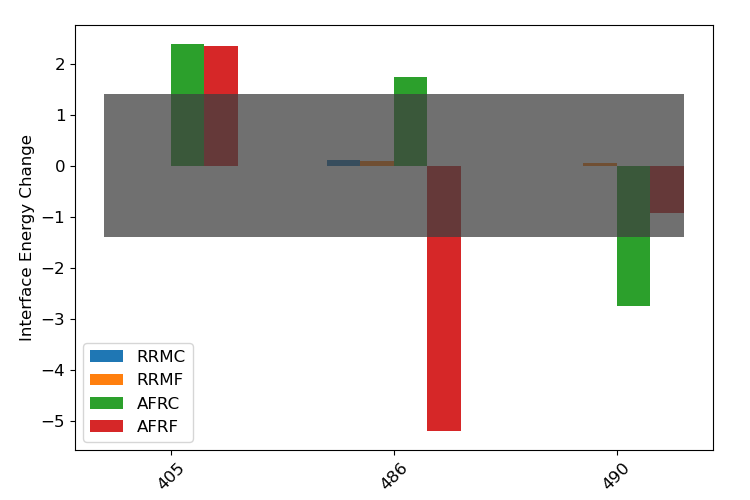 Interface Energy Change
2
1
0
−1
−2
−3
−4
−5
RRMC
RRMF
AFRC
AFRF
405
486
490